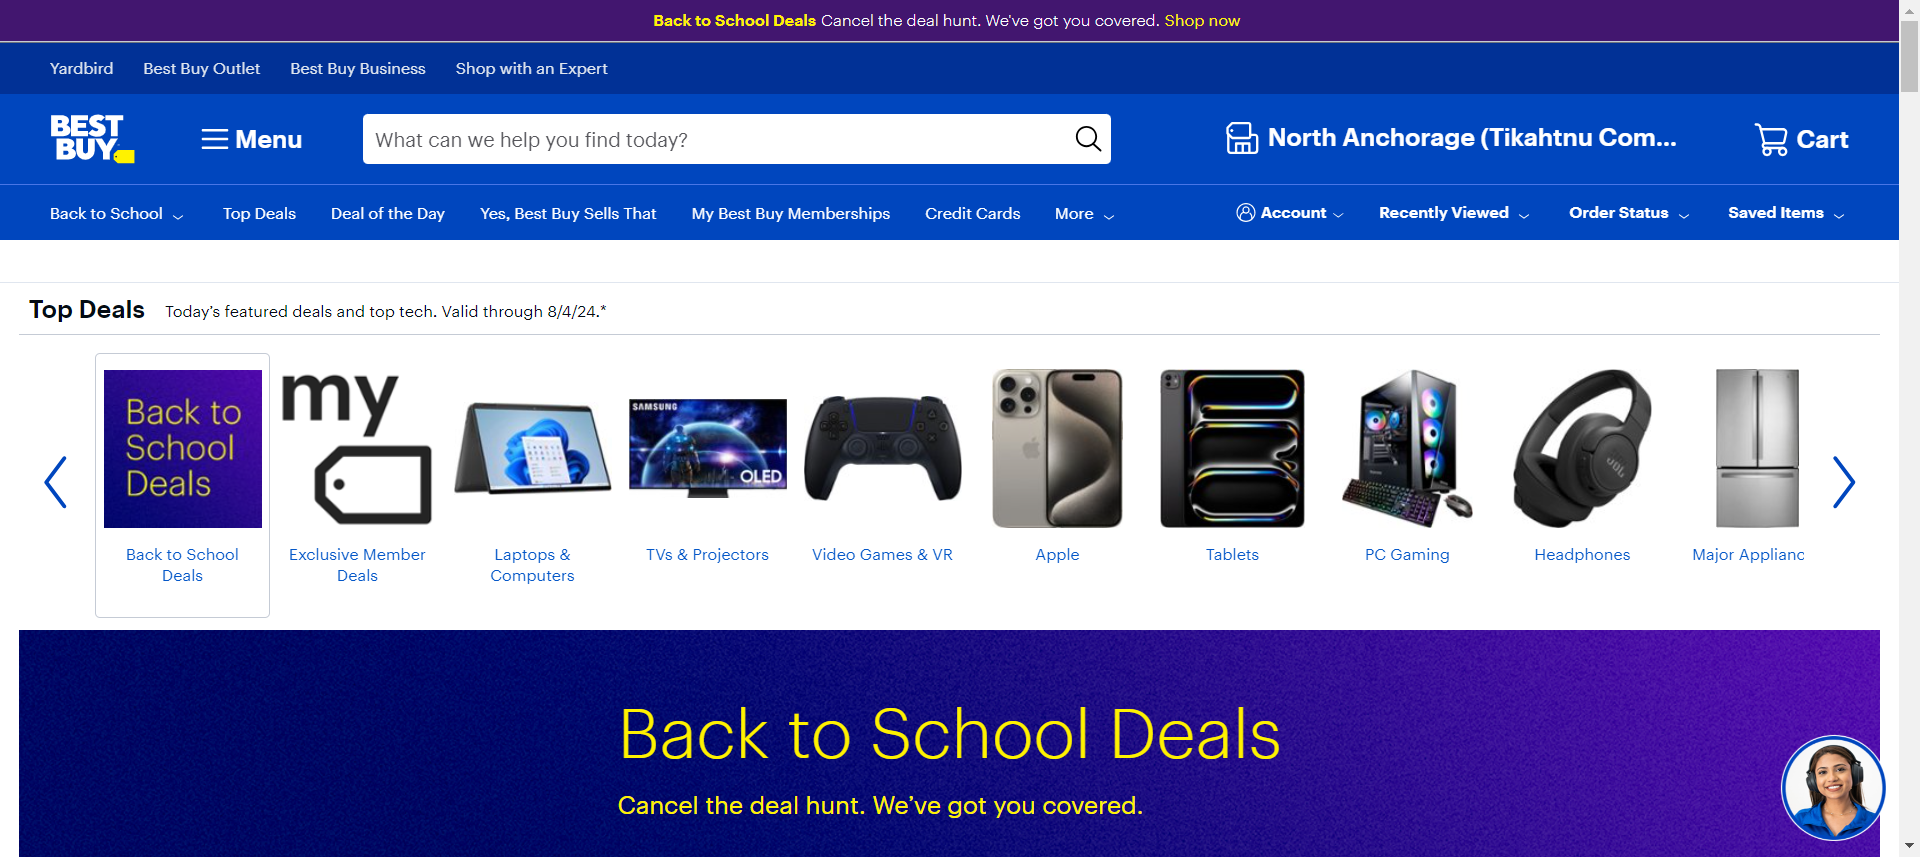 Back to School Deals Cancel the deal hunt. We've got you covered. Shop now
Yardbird Best Buy Outlet Best Buy Business Shop with an Expert
BEST
BUY
Menu
What can we help you find today?
North Anchorage (Tikahtnu Com...
Cart
Back to School Top Deals Deal of the Day Yes, Best Buy Sells That My Best Buy Memberships Credit Cards More Account Recently Viewed Order Status Saved Items
Top Deals Today's featured deals and top tech. Valid through 8/4/24.*
Back to
School
Deals
my
SAMSUNG
OLED
JBL
Back to School
Deals
Exclusive Member
Deals
Laptops &
Computers
TVs & Projectors
Video Games & VR
Apple
Tablets
PC Gaming
Headphones
Major Applianc
Back to School Deals
Cancel the deal hunt. We've got you covered.